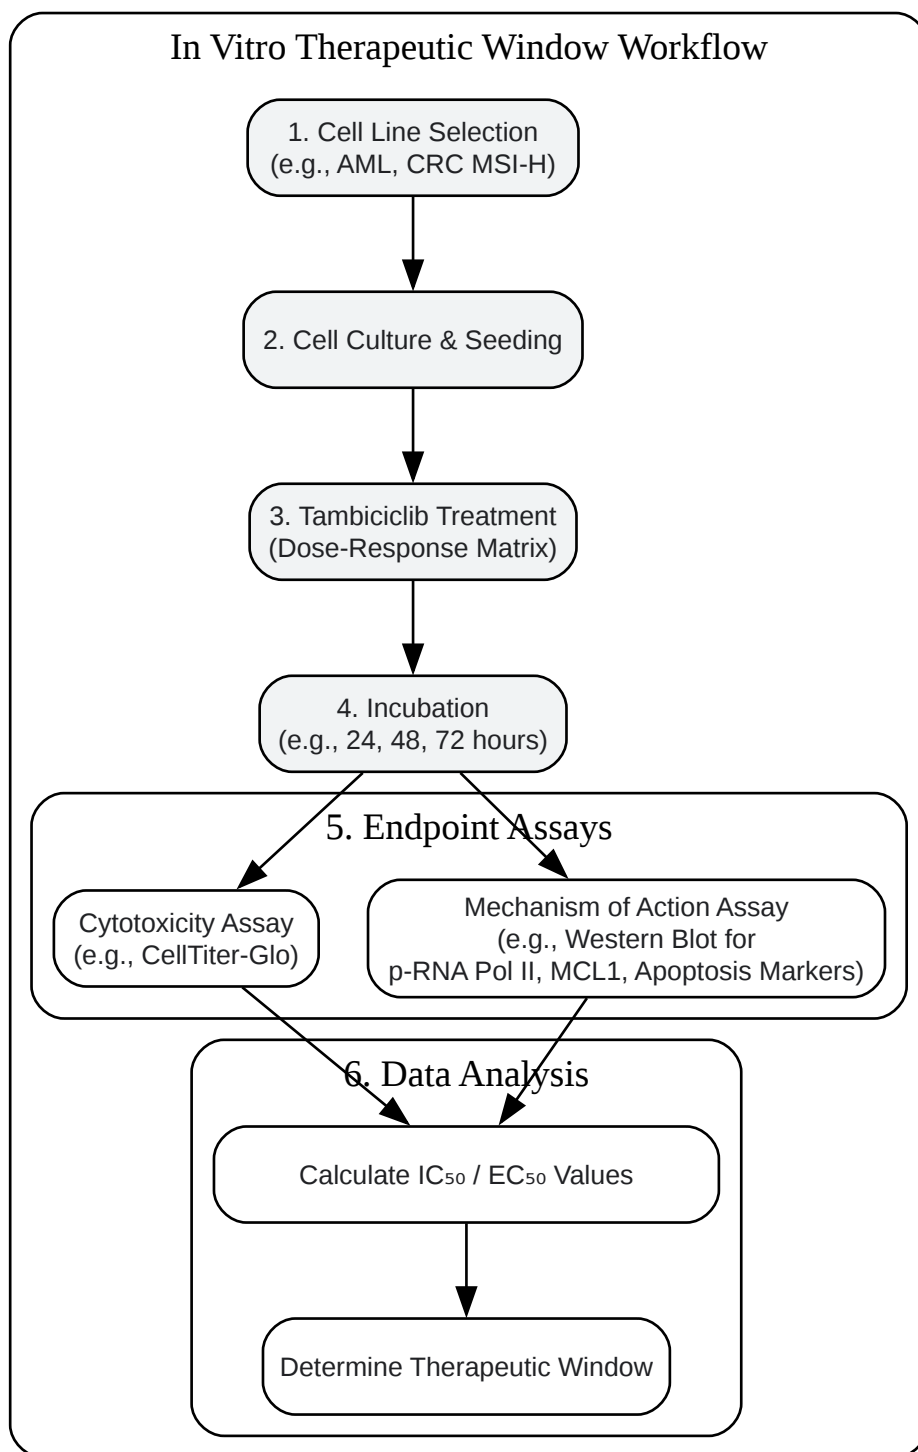 In Vitro Therapeutic Window Workflow
1. Cell Line Selection
(e.g., AML, CRC MSI-H)
2. Cell Culture & Seeding
3. Tambiciclib Treatment
(Dose-Response Matrix)
4. Incubation
(e.g., 24, 48, 72 hours)
5. Endpoint Assays
Cytotoxicity Assay
(e.g., CellTiter-Glo)
Mechanism of Action Assay
(e.g., Western Blot for
p-RNA Pol II, MCL1, Apoptosis Markers)
6. Data Analysis
Calculate IC₅₀ / EC₅₀ Values
Determine Therapeutic Window